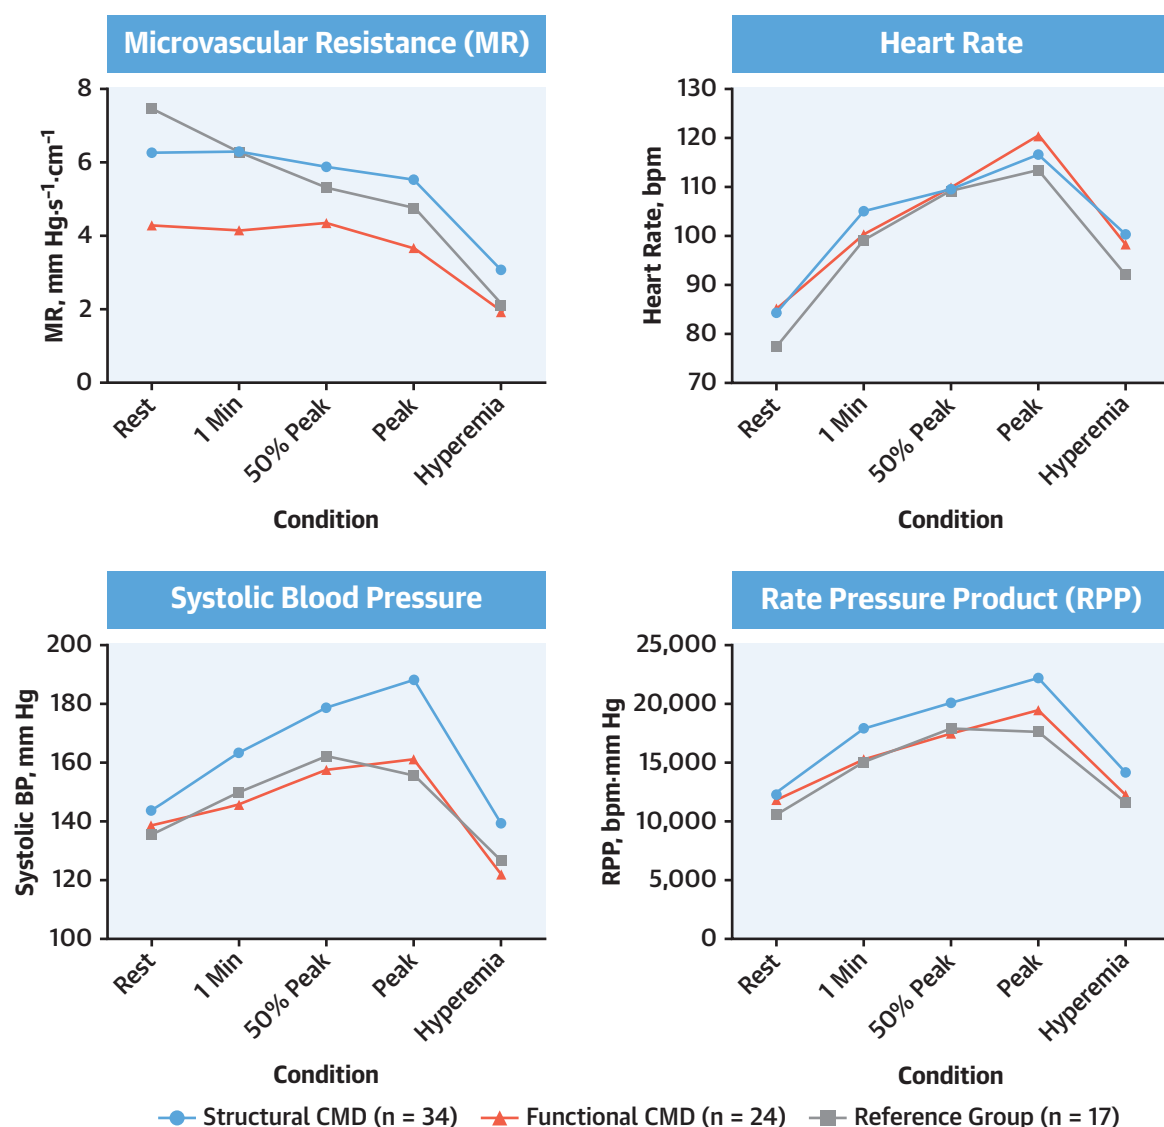 Microvascular Resistance (MR)
MR, mm Hg·s⁻¹·cm⁻¹
8
6
4
2
0
Rest
1 Min
50% Peak
Peak
Hyperemia
Condition
Heart Rate
Heart Rate, bpm
130
120
110
100
90
80
70
Rest
1 Min
50% Peak
Peak
Hyperemia
Condition
Systolic Blood Pressure
Systolic BP, mm Hg
200
180
160
140
120
100
Rest
1 Min
50% Peak
Peak
Hyperemia
Condition
Rate Pressure Product (RPP)
RPP, bpm·mm Hg
25,000
20,000
15,000
10,000
5,000
0
Rest
1 Min
50% Peak
Peak
Hyperemia
Condition
Structural CMD (n = 34)
Functional CMD (n = 24)
Reference Group (n = 17)